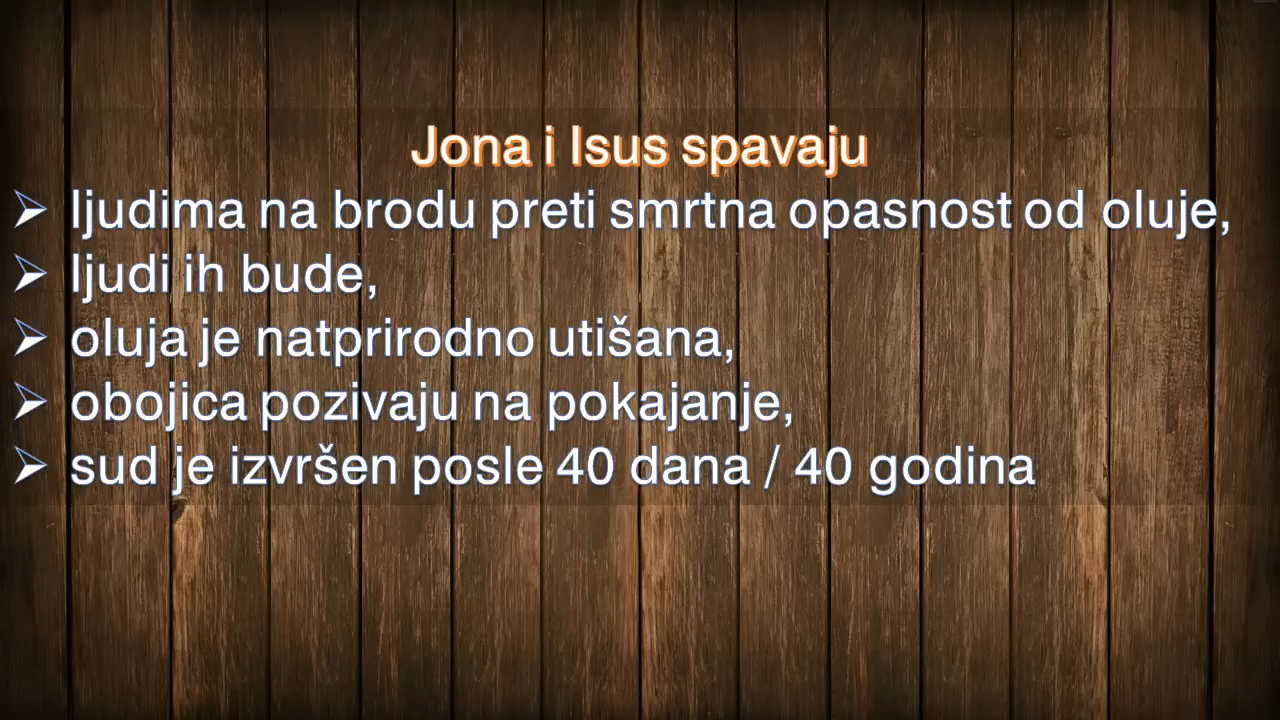 Jona i Isus spavaju
➢ ljudima na brodu preti smrtna opasnost od oluje,
➢ ljudi ih bude,
➢ oluja je natprirodno utišana,
➢ obojica pozivaju na pokajanje,
➢ sud je izvršen posle 40 dana / 40 godina